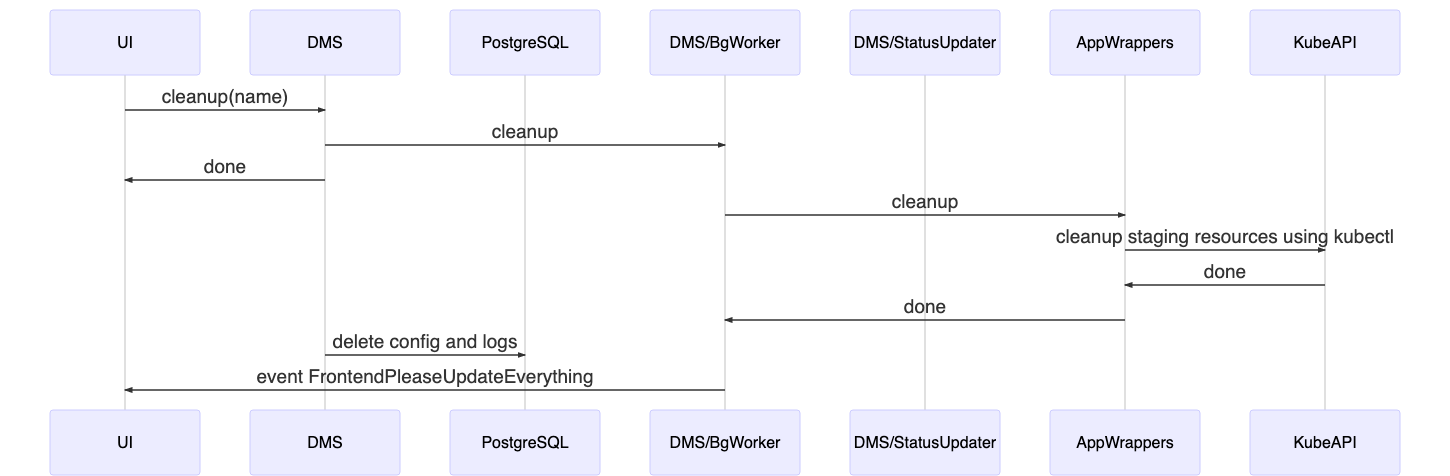 UI
DMS
PostgreSQL
DMS/BgWorker
DMS/StatusUpdater
AppWrappers
KubeAPI
cleanup(name)
cleanup
done
cleanup
cleanup staging resources using kubectl
done
done
delete config and logs
event FrontendPleaseUpdateEverything
UI
DMS
PostgreSQL
DMS/BgWorker
DMS/StatusUpdater
AppWrappers
KubeAPI